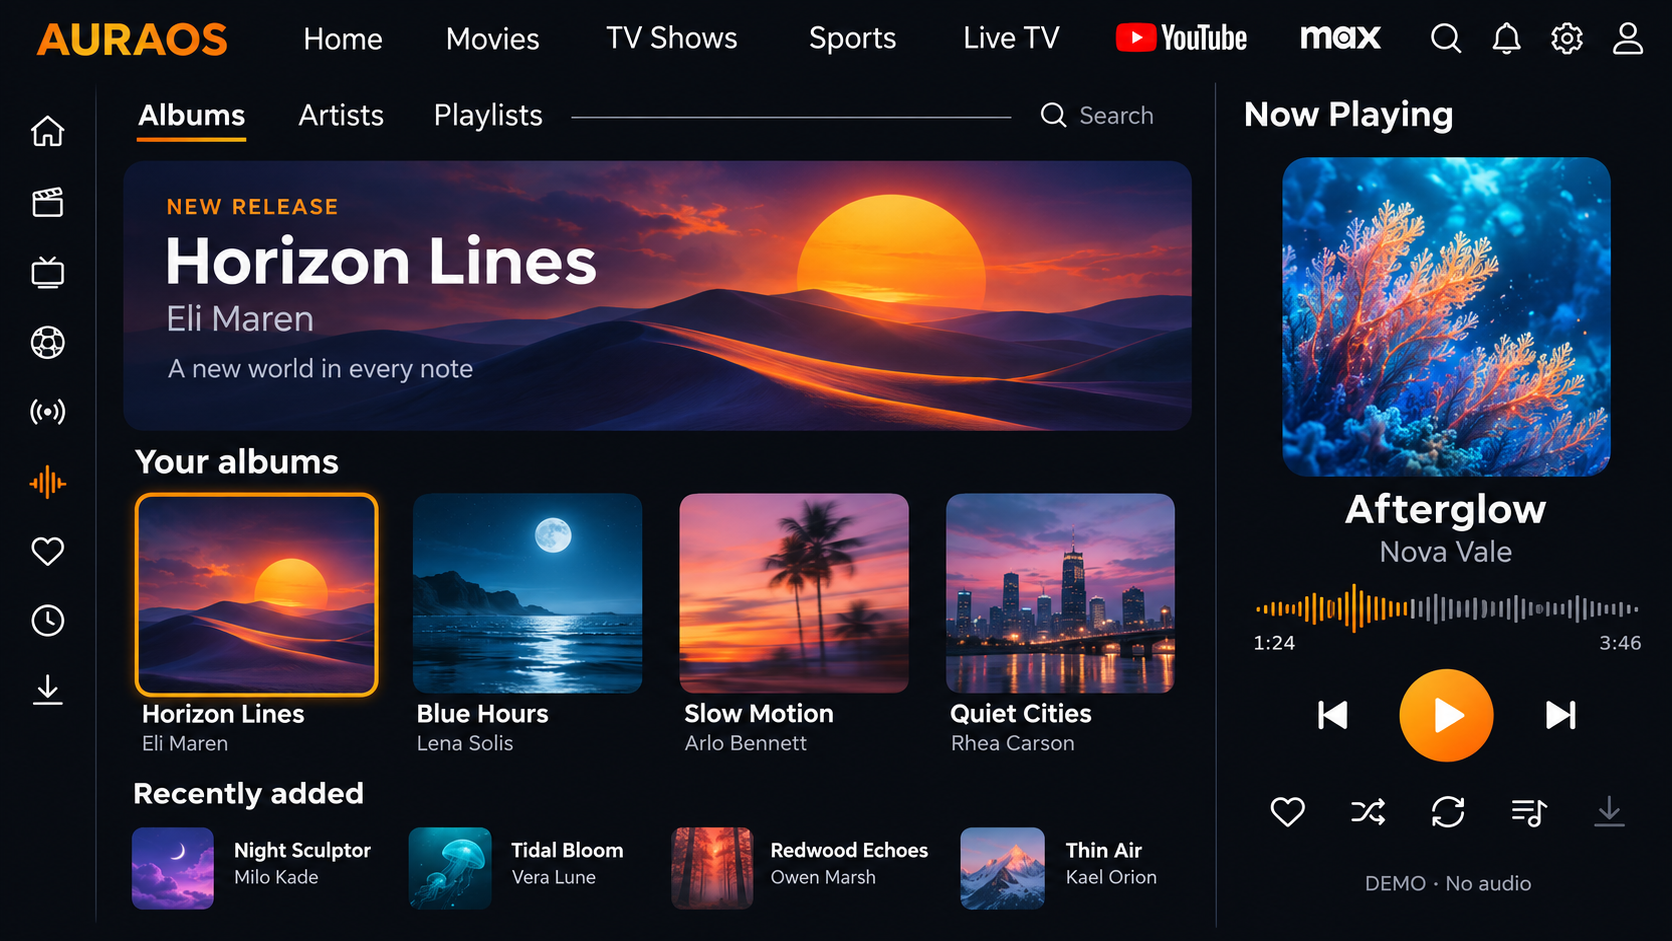 AURAOS
Home
Movies
TV Shows
Sports
Live TV
YouTube
max
Albums
Artists
Playlists
Search
NEW RELEASE
Horizon Lines
Eli Maren
A new world in every note
Your albums
Horizon Lines
Eli Maren
Blue Hours
Lena Solis
Slow Motion
Arlo Bennett
Quiet Cities
Rhea Carson
Recently added
Night Sculptor
Milo Kade
Tidal Bloom
Vera Lune
Redwood Echoes
Owen Marsh
Thin Air
Kael Orion
Now Playing
Afterglow
Nova Vale
1:24
3:46
DEMO · No audio